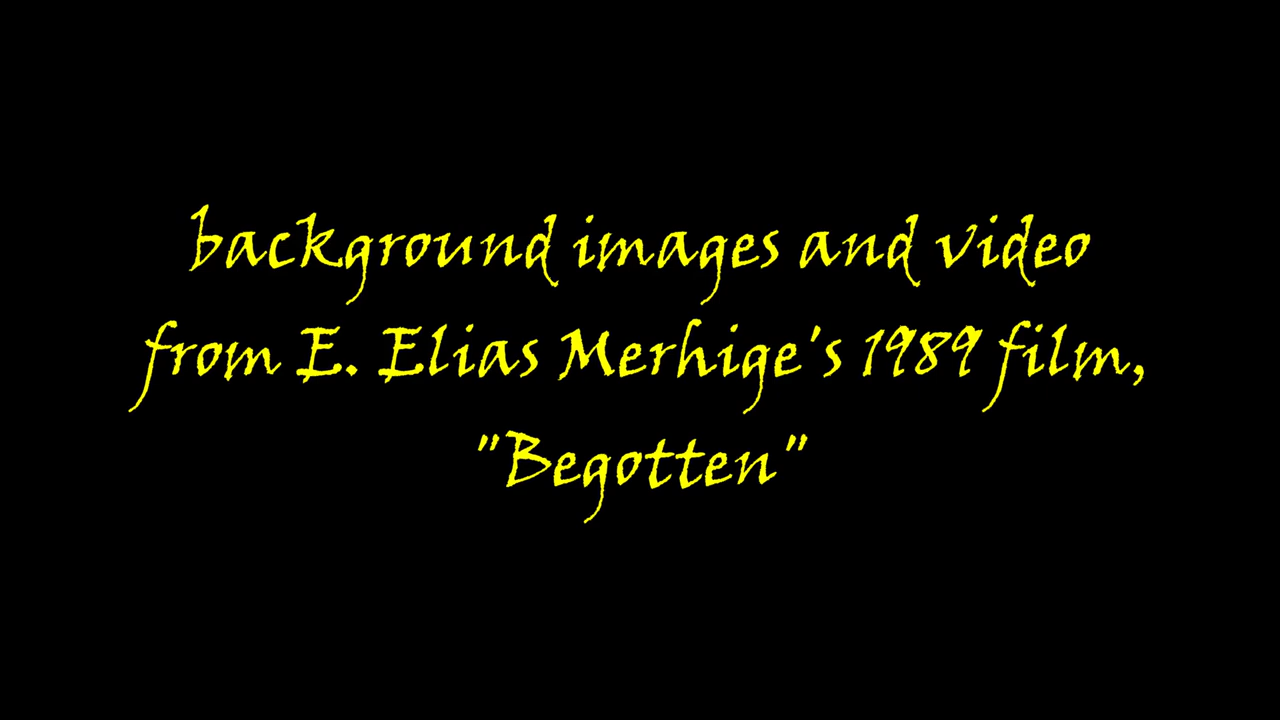 background images and video
from E. Elias Merhige's 1989 film,
"Begotten"